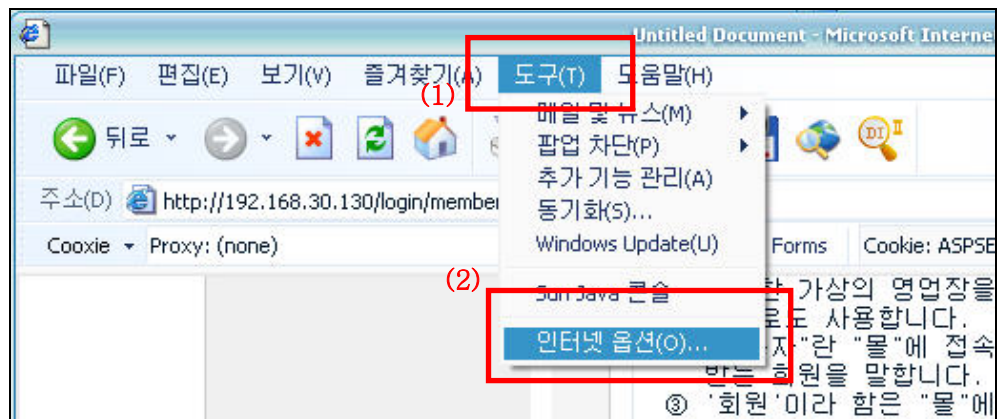 Untitled Document - Microsoft Interne
파일(F) 편집(E) 보기(V) 즐겨찾기(A) 도구(T) 도움말(H)
(1)
메일 및 뉴스(M)
뒤로
팝업 차단(P)
추가 기능 관리(A)
주소(D) http://192.168.30.130/login/member
동기화(S)...
Cooxie Proxy: (none)
Windows Update(U)
Forms Cookie: ASPSE
(2)
Sun Java 콘솔
인터넷 옵션(O)...
가상의 영업장을
사용합니다.
"란 "몰"에 접속
받는 회원을 말합니다.
③ '회원'이라 함은 "몰"에